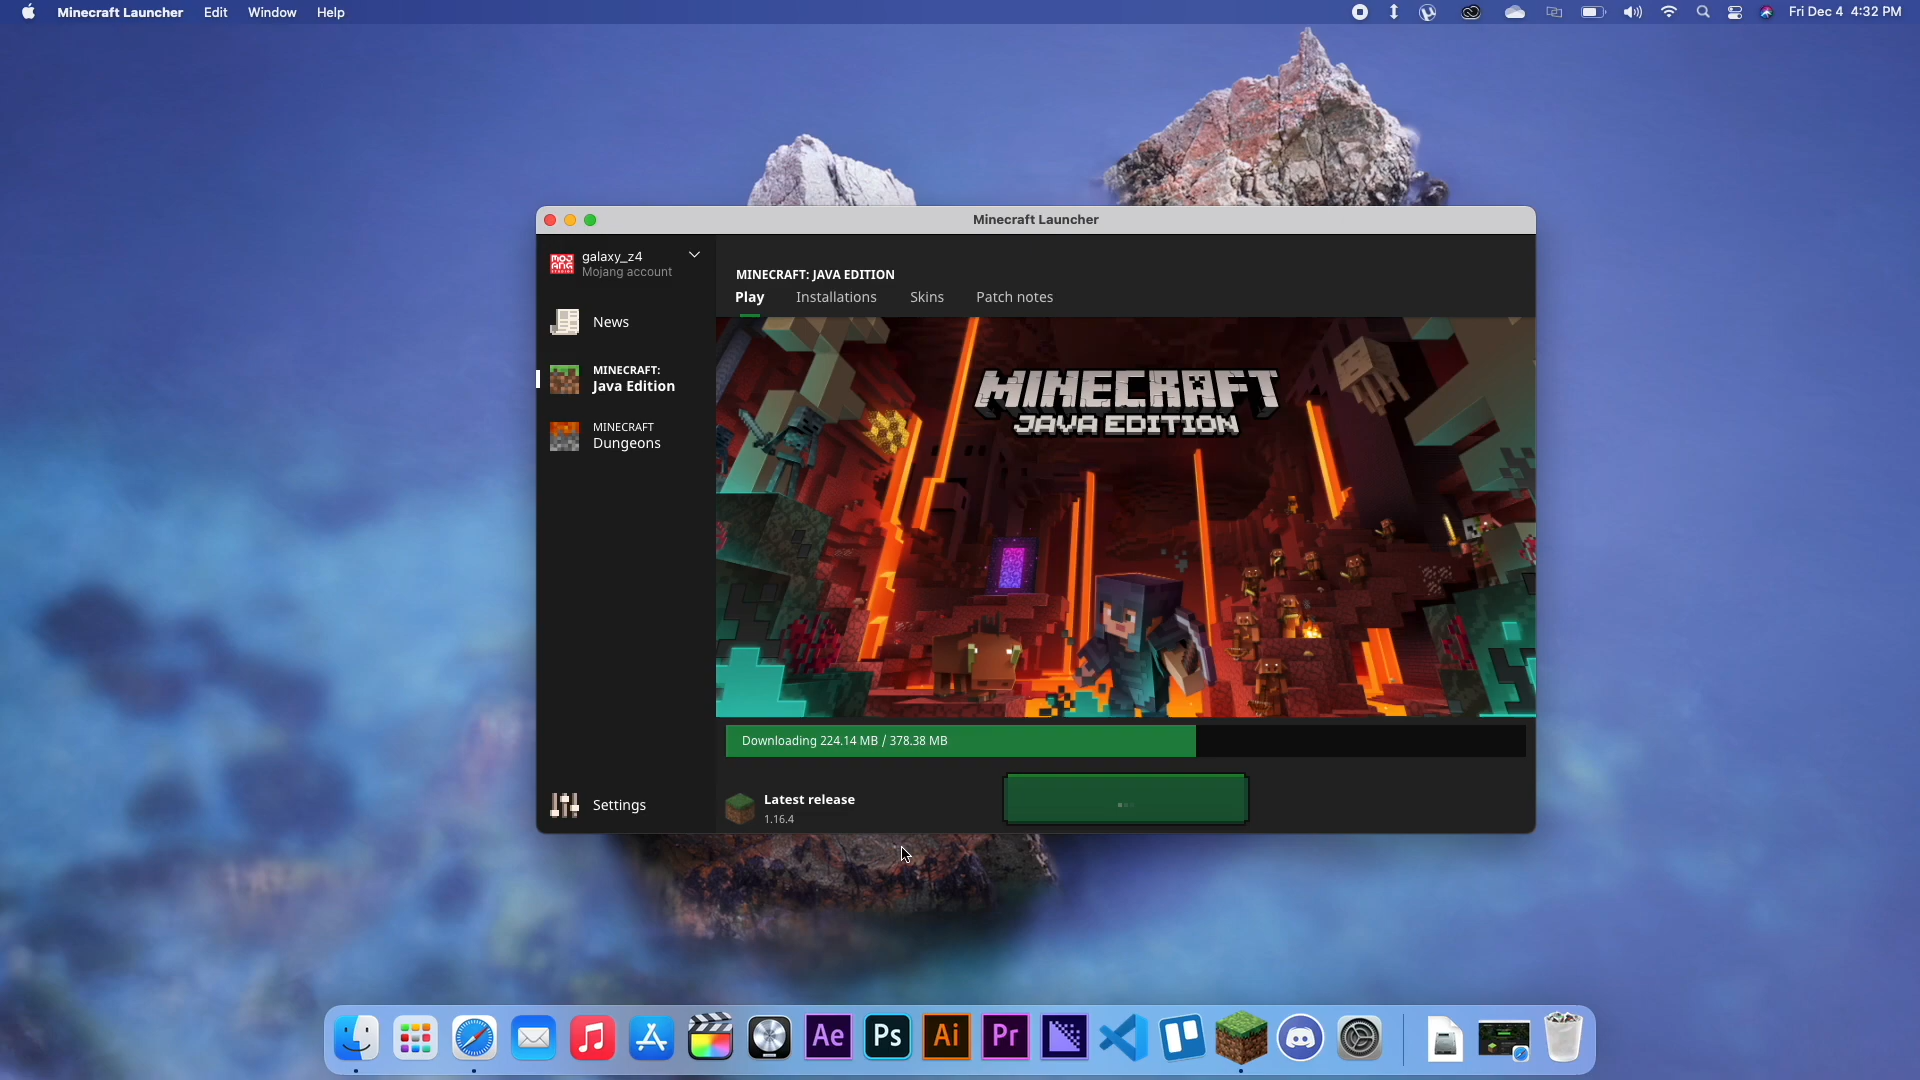 Minecraft Launcher Edit Window Help Fri Dec 4 4:32 PM
Minecraft Launcher
galaxy_z4
Mojang account
News
MINECRAFT:
Java Edition
MINECRAFT
Dungeons
Settings
MINECRAFT: JAVA EDITION
Play Installations Skins Patch notes
MINECRAFT
JAVA EDITION
Downloading 224.14 MB / 378.38 MB
Latest release
1.16.4
Ae Ps Ai Pr